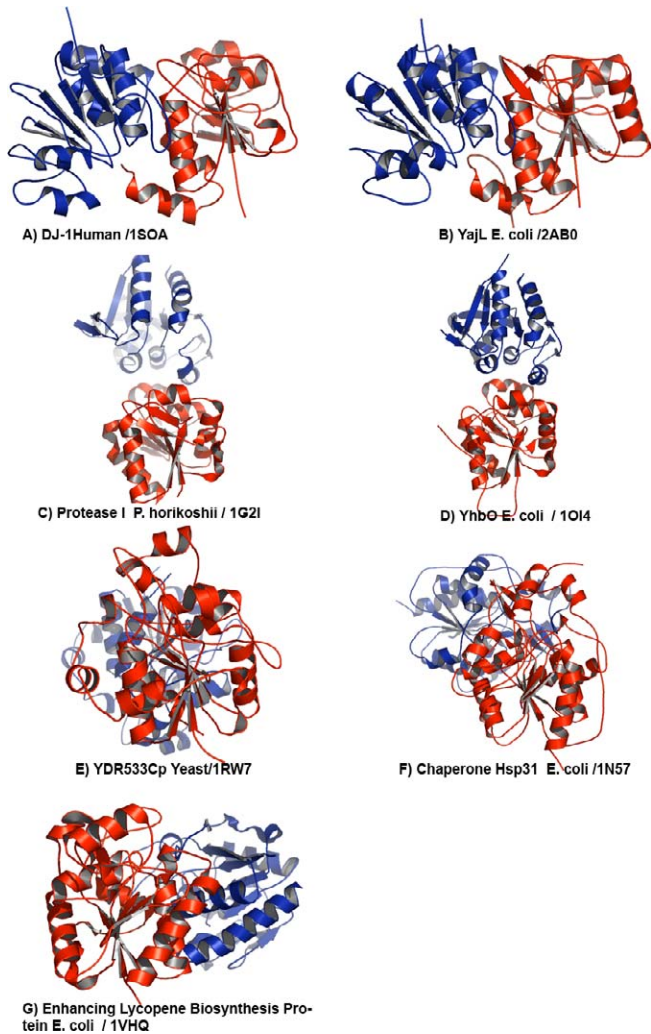 A) DJ-1Human /1SOA
B) YajL E. coli /2AB0
C) Protease I P. horikoshii / 1G2I
D) YhbO E. coli / 1OI4
E) YDR533Cp Yeast/1RW7
F) Chaperone Hsp31 E. coli /1N57
G) Enhancing Lycopene Biosynthesis Pro-
tein E. coli / 1VHQ